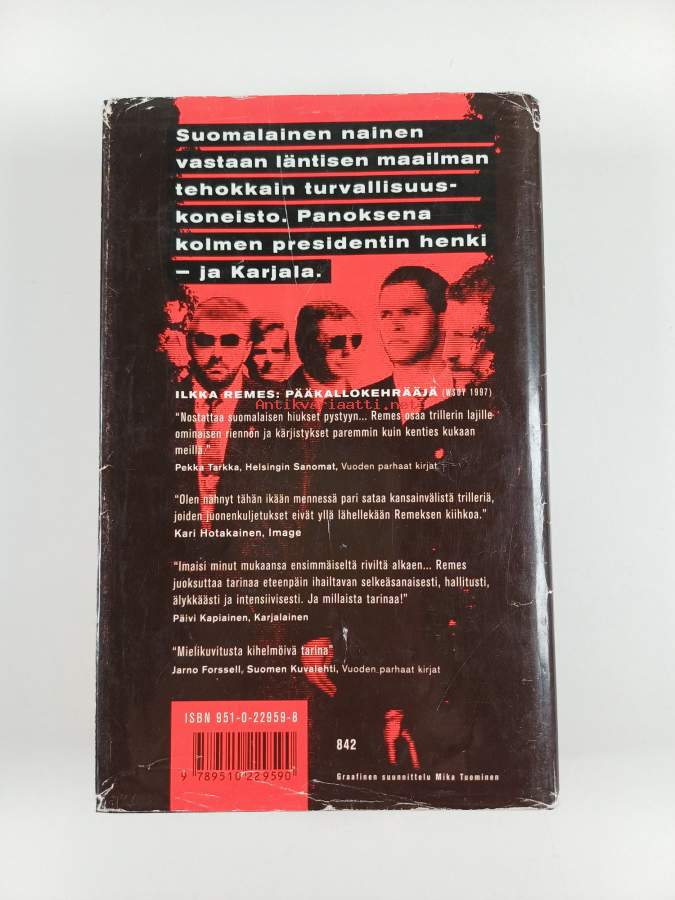 Suomalainen nainen
vastaan läntisen maailman
tehokkain turvallisuus-
koneisto. Panoksena
kolmen presidentin henki
– ja Karjala.
ILKKA REMES: PÄÄKALLOKEHRÄÄJÄ (WSOY 1997)
Antikvariaatti.net
"Nostattaa suomalaisen hiukset pystyyn... Remes osaa trillerin lajille
ominaisen riennon ja kärjistykset paremmin kuin kenties kukaan
meillä."
Pekka Tarkka, Helsingin Sanomat, Vuoden parhaat kirjat
"Olen nähnyt tähän ikään mennessä pari sataa kansainvälistä trilleriä,
joiden juonenkuljetukset eivät yllä lähellekään Remeksen kiihkoa."
Kari Hotakainen, Image
"Imaisi minut mukaansa ensimmäiseltä riviltä alkaen... Remes
juoksuttaa tarinaa eteenpäin ihailtavan selkeäsanaisesti, hallitusti,
älykkäästi ja intensiivisesti. Ja millaista tarinaa!"
Päivi Kapiainen, Karjalainen
"Mielikuvitusta kihelmöivä tarina"
Jarno Forssell, Suomen Kuvalehti, Vuoden parhaat kirjat
ISBN 951-0-22959-8
9 789510 229590
842
Graafinen suunnittelu Mika Tuominen